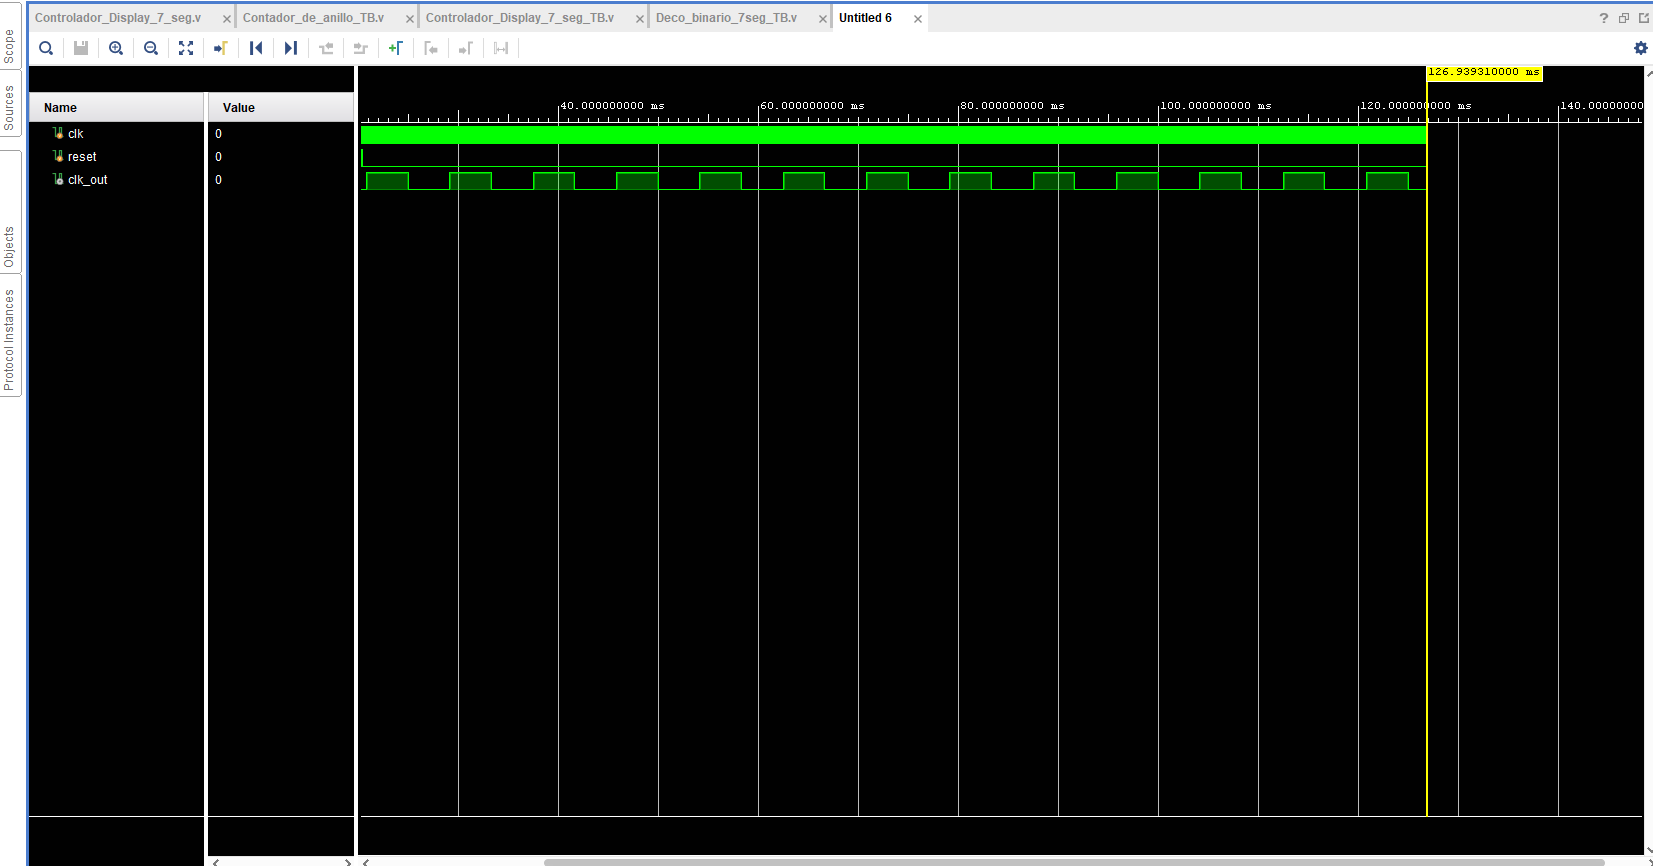 Controlador_Display_7_seg.v
Contador_de_anillo_TB.v
Controlador_Display_7_seg_TB.v
Deco_binario_7seg_TB.v
Untitled 6
Scope
Sources
Objects
Protocol Instances
126.939310000 ms
Name
Value
40.000000000 ms
60.000000000 ms
80.000000000 ms
100.000000000 ms
120.000000000 ms
140.00000000
clk
0
reset
0
clk_out
0